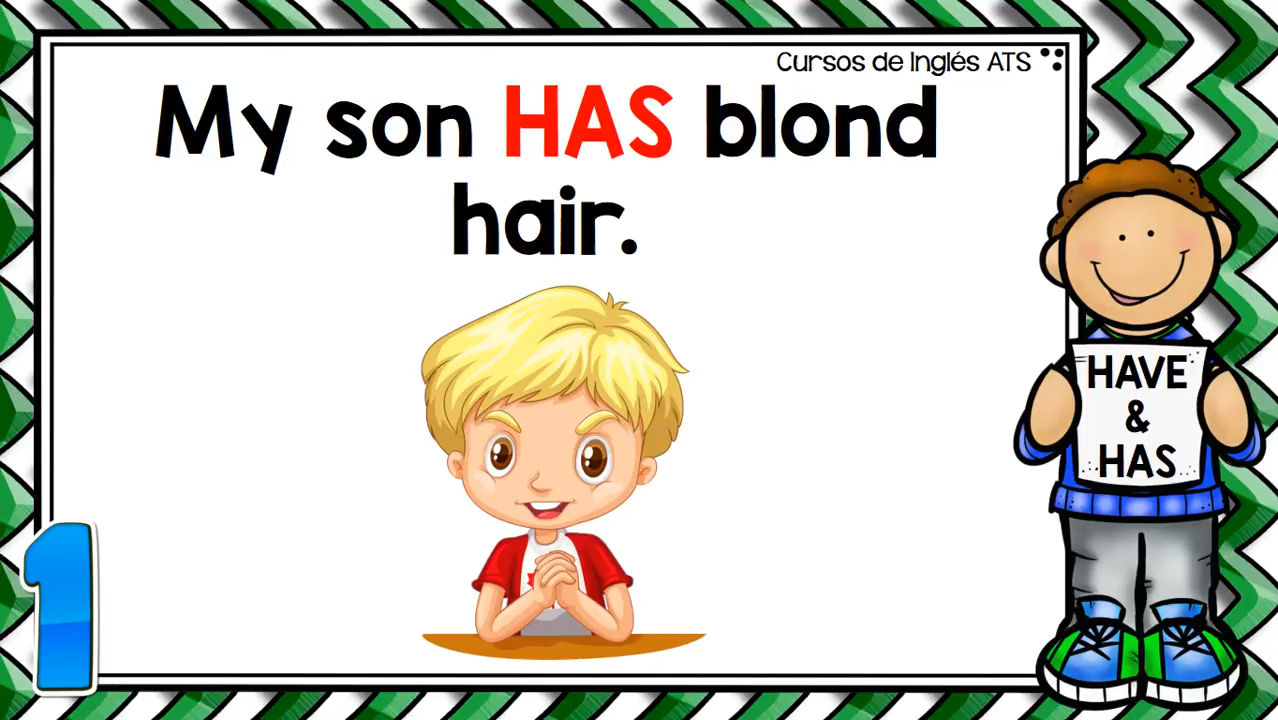 Cursos de Inglés ATS
My son HAS blond
hair.
HAVE
&
HAS
1